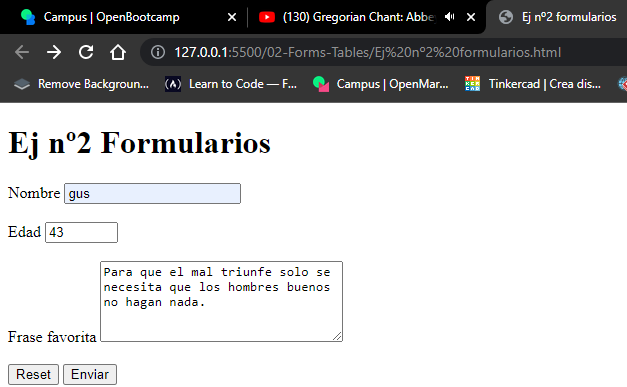 Campus | OpenBootcamp
(130) Gregorian Chant: Abbe
Ej nº2 formularios
127.0.0.1:5500/02-Forms-Tables/Ej%20nº2%20formularios.html
Remove Backgroun...
Learn to Code — F...
Campus | OpenMar...
TINKERCAD
Tinkercad | Crea dis...
Ej nº2 Formularios
Nombre gus
Edad 43
Para que el mal triunfe solo se
necesita que los hombres buenos
no hagan nada.
Frase favorita
Reset Enviar